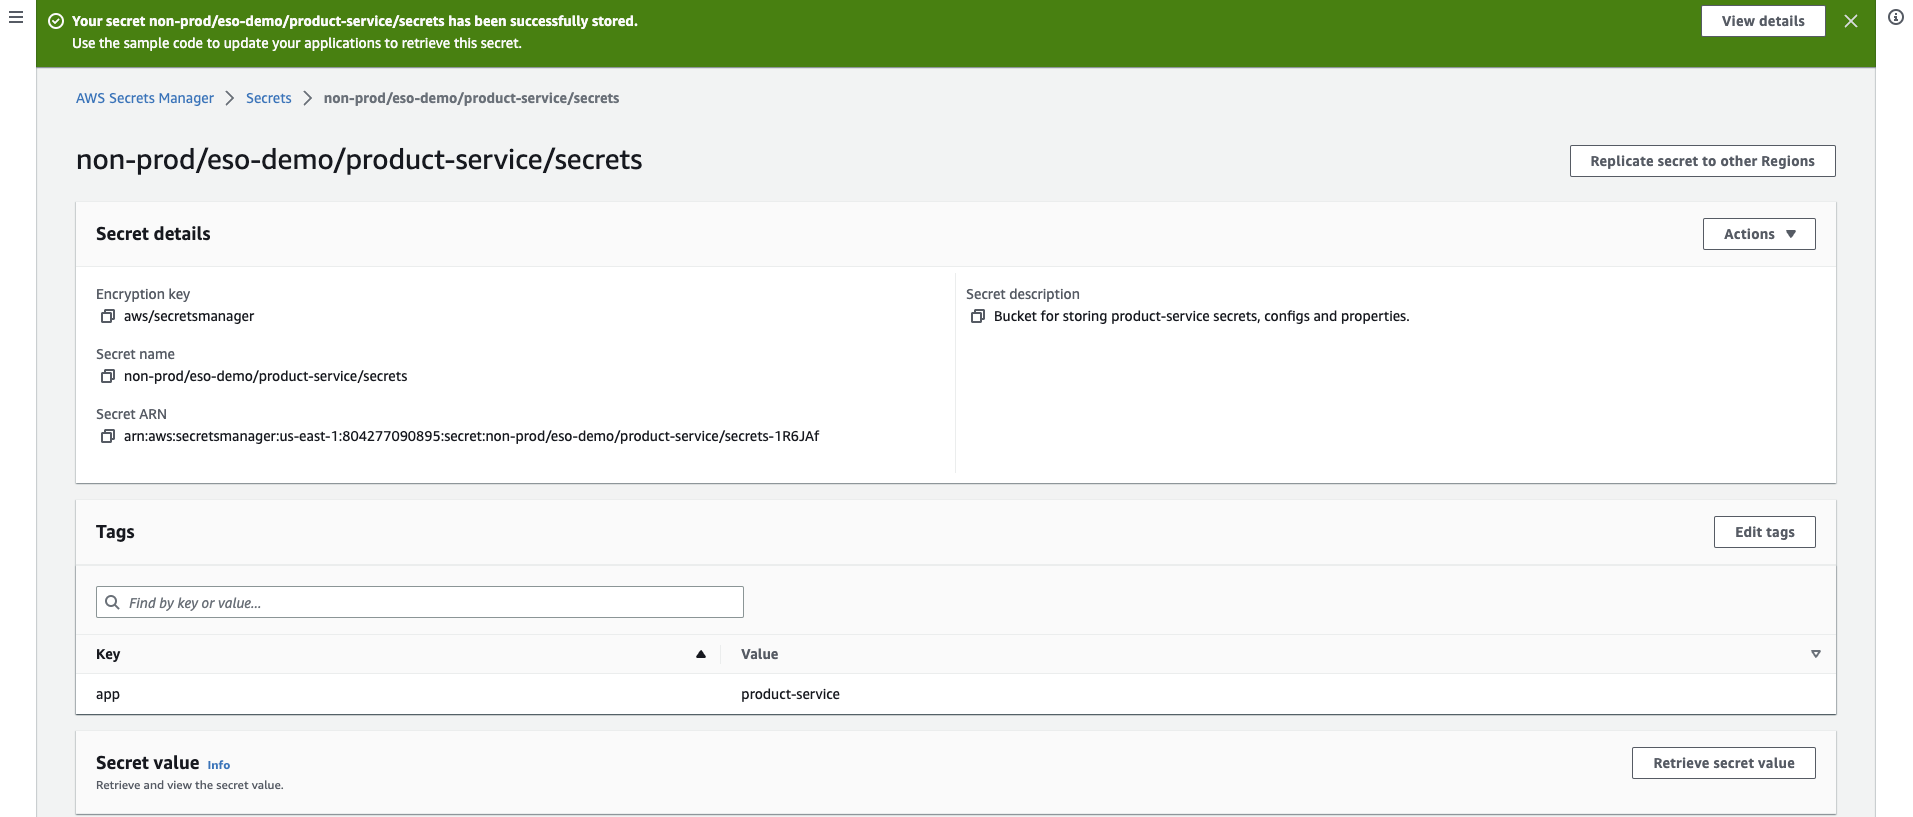 Your secret non-prod/eso-demo/product-service/secrets has been successfully stored.
Use the sample code to update your applications to retrieve this secret.
View details
AWS Secrets Manager
Secrets
non-prod/eso-demo/product-service/secrets
non-prod/eso-demo/product-service/secrets
Replicate secret to other Regions
Secret details
Actions
Encryption key
aws/secretsmanager
Secret description
Bucket for storing product-service secrets, configs and properties.
Secret name
non-prod/eso-demo/product-service/secrets
Secret ARN
arn:aws:secretsmanager:us-east-1:804277090895:secret:non-prod/eso-demo/product-service/secrets-1R6JAf
Tags
Edit tags
Find by key or value...
Key
Value
app
product-service
Secret value Info
Retrieve and view the secret value.
Retrieve secret value